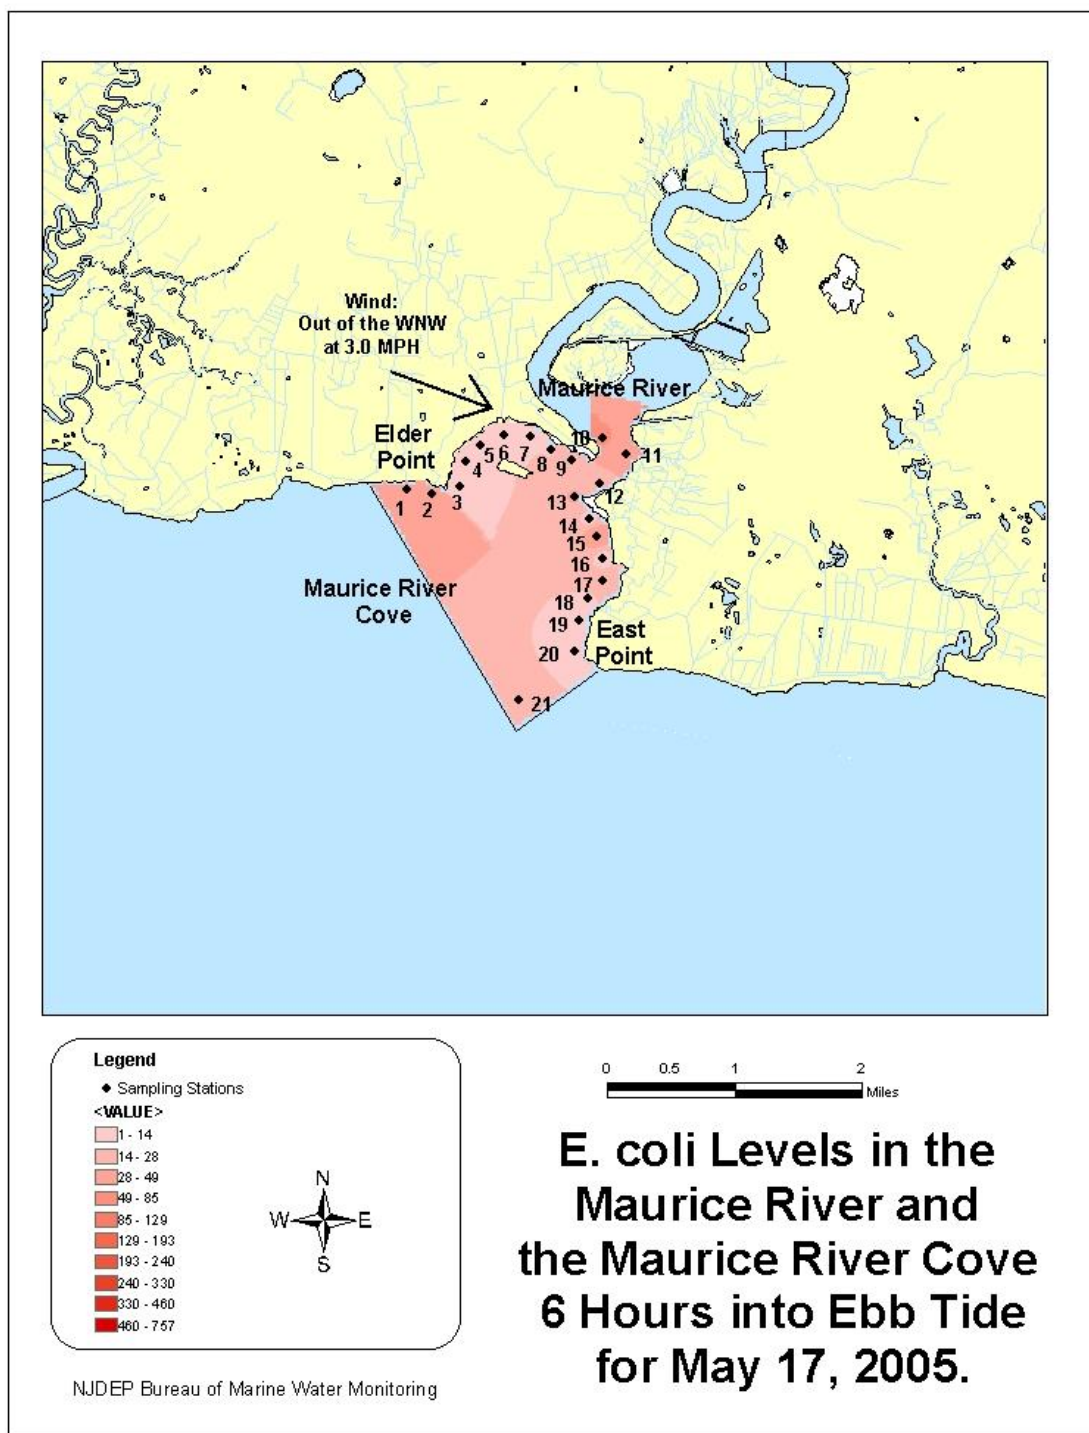 Wind:
Out of the WNW
at 3.0 MPH
Maurice River
Elder
Point
1
2
3
4
5
6
7
8
9
10
11
12
13
14
15
16
17
18
19
20
21
Maurice River
Cove
East
Point
Legend
Sampling Stations
<VALUE>
1 - 14
14 - 28
28 - 49
49 - 85
85 - 129
129 - 193
193 - 240
240 - 330
330 - 460
460 - 757
N
W E
S
0 0.5 1 2
Miles
E. coli Levels in the
Maurice River and
the Maurice River Cove
6 Hours into Ebb Tide
for May 17, 2005.
NJDEP Bureau of Marine Water Monitoring